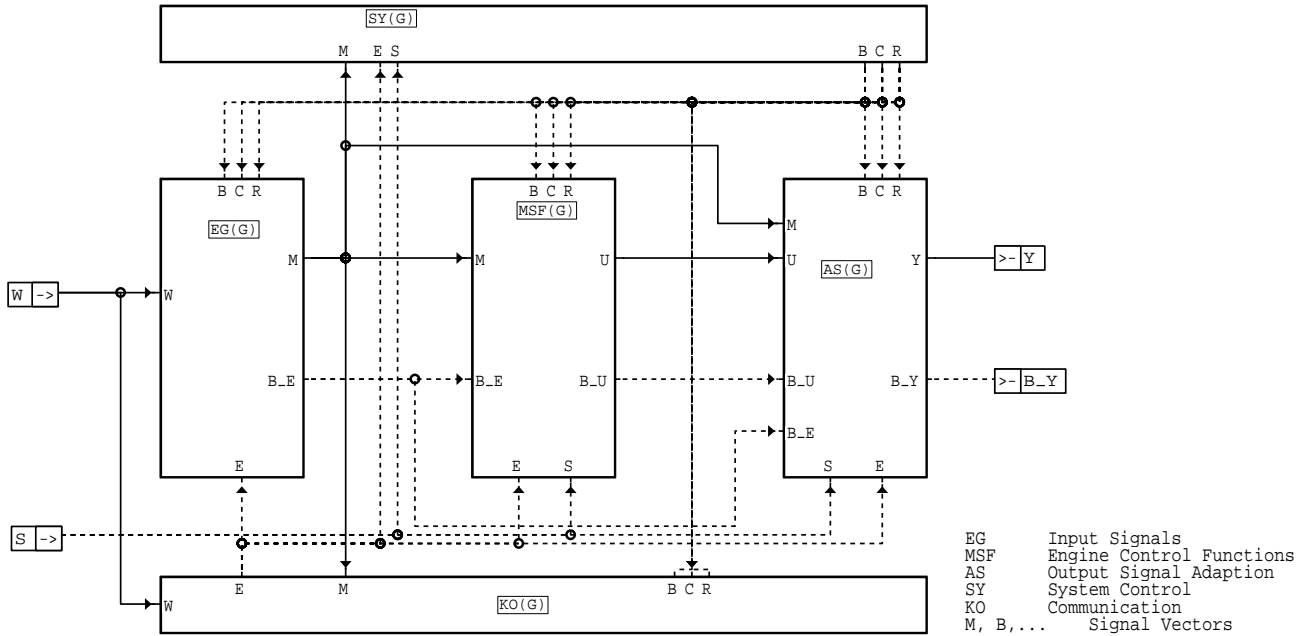 SY(G)
M E S B C R
B C R B C R B C R
EG(G) MSF(G)
M
M M U U AS(G) Y >- Y
W -> W
B_E B_E B_U B_U B_Y >- B_Y
B_E
E E S S E
S ->
E M B C R
W KO(G)
EG Input Signals
MSF Engine Control Functions
AS Output Signal Adaption
SY System Control
KO Communication
M, B,... Signal Vectors